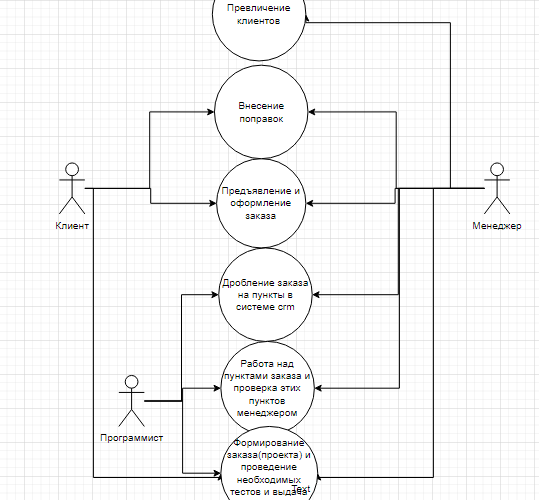 Превличение
клиентов
Внесение
поправок
Предъявление и
оформление
заказа
Клиент
Менеджер
Дробление заказа
на пункты в
системе crm
Работа над
пунктами заказа и
проверка этих
пунктов
менеджером
Программист
Формирование
заказа(проекта) и
проведение
необходимых
тестов и выдача
Text